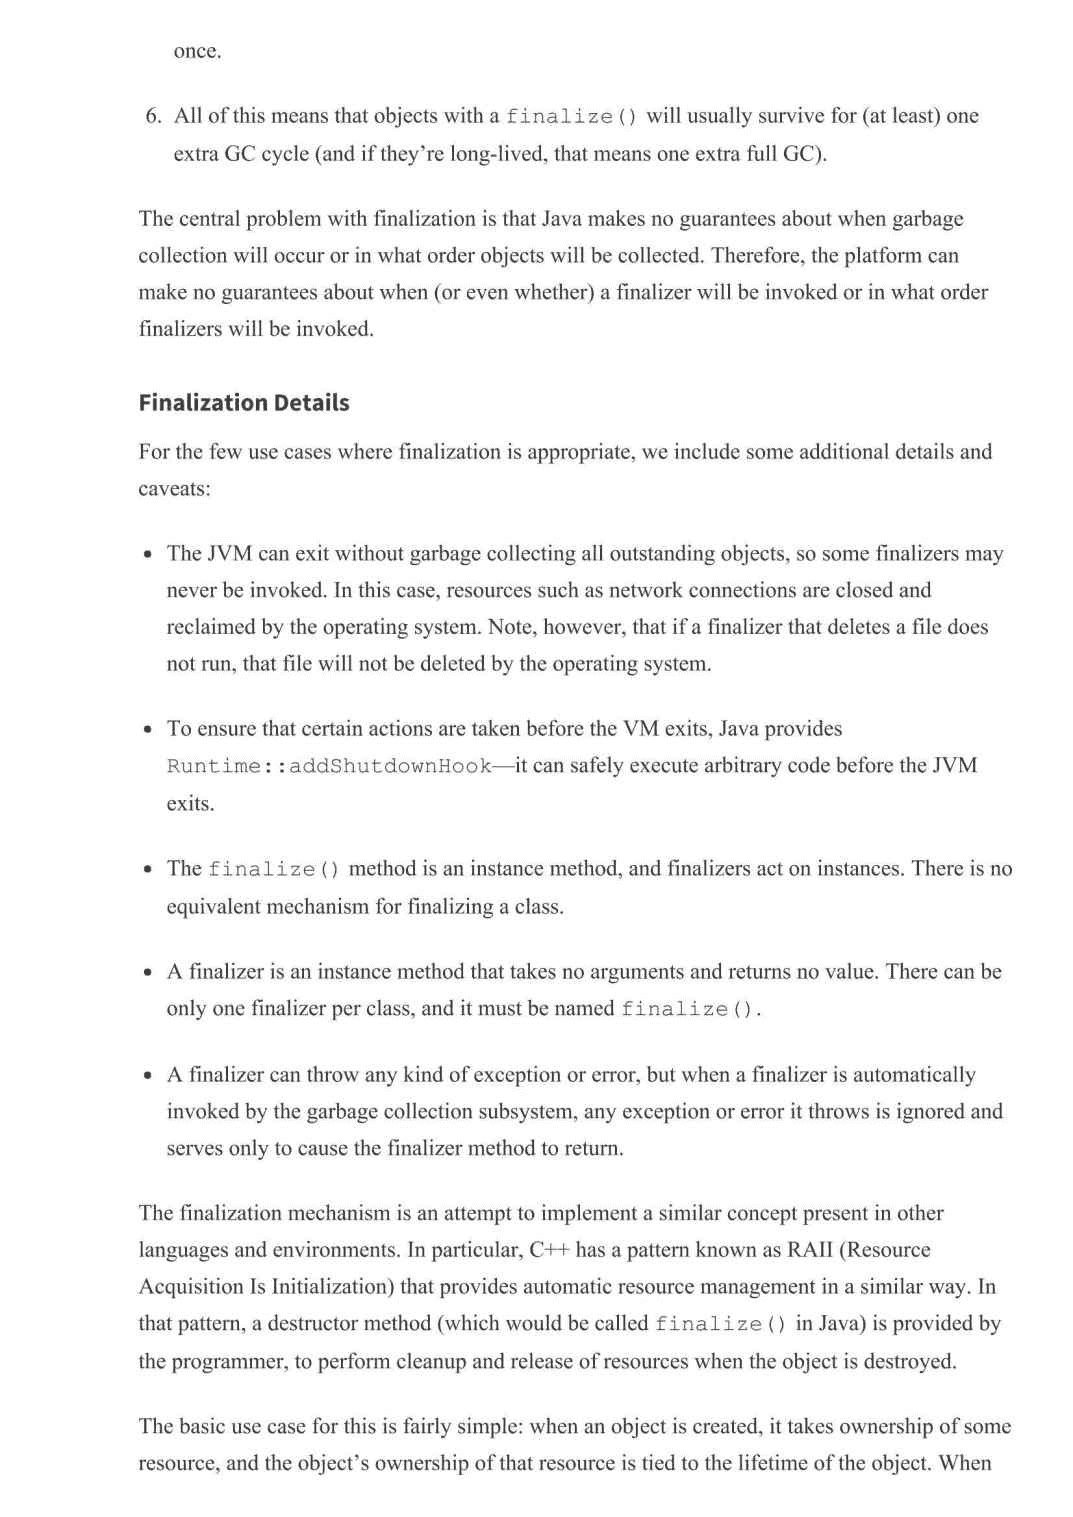 once.
6. All of this means that objects with a finalize() will usually survive for (at least) one
extra GC cycle (and if they’re long-lived, that means one extra full GC).
The central problem with finalization is that Java makes no guarantees about when garbage
collection will occur or in what order objects will be collected. Therefore, the platform can
make no guarantees about when (or even whether) a finalizer will be invoked or in what order
finalizers will be invoked.
Finalization Details
For the few use cases where finalization is appropriate, we include some additional details and
caveats:
• The JVM can exit without garbage collecting all outstanding objects, so some finalizers may
never be invoked. In this case, resources such as network connections are closed and
reclaimed by the operating system. Note, however, that if a finalizer that deletes a file does
not run, that file will not be deleted by the operating system.
• To ensure that certain actions are taken before the VM exits, Java provides
Runtime::addShutdownHook—it can safely execute arbitrary code before the JVM
exits.
• The finalize() method is an instance method, and finalizers act on instances. There is no
equivalent mechanism for finalizing a class.
• A finalizer is an instance method that takes no arguments and returns no value. There can be
only one finalizer per class, and it must be named finalize().
• A finalizer can throw any kind of exception or error, but when a finalizer is automatically
invoked by the garbage collection subsystem, any exception or error it throws is ignored and
serves only to cause the finalizer method to return.
The finalization mechanism is an attempt to implement a similar concept present in other
languages and environments. In particular, C++ has a pattern known as RAII (Resource
Acquisition Is Initialization) that provides automatic resource management in a similar way. In
that pattern, a destructor method (which would be called finalize() in Java) is provided by
the programmer, to perform cleanup and release of resources when the object is destroyed.
The basic use case for this is fairly simple: when an object is created, it takes ownership of some
resource, and the object’s ownership of that resource is tied to the lifetime of the object. When